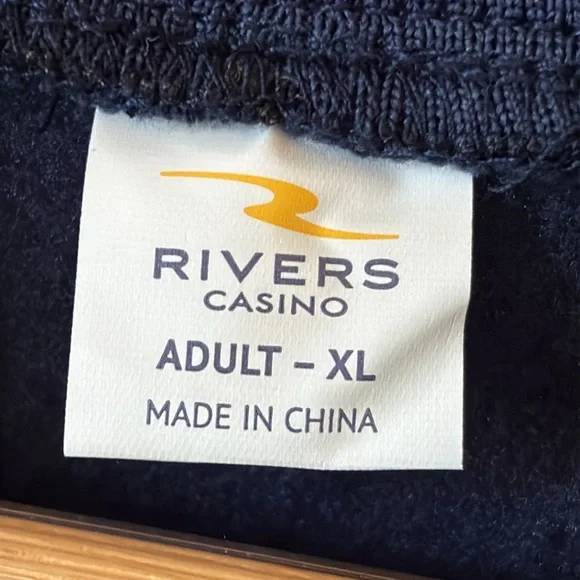 RIVERS
CASINO
ADULT – XL
MADE IN CHINA